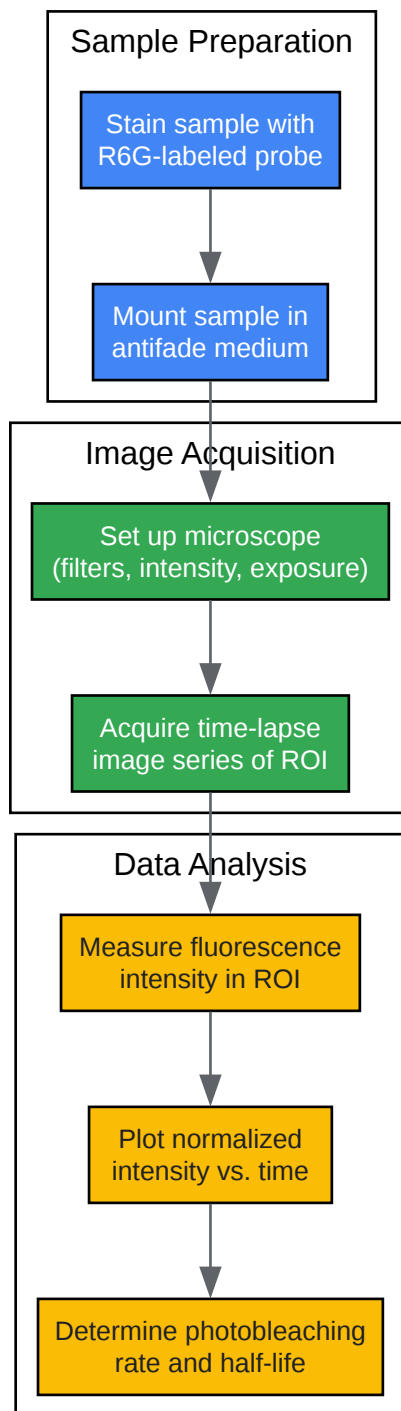 Sample Preparation
Stain sample with
R6G-labeled probe
Mount sample in
antifade medium
Image Acquisition
Set up microscope
(filters, intensity, exposure)
Acquire time-lapse
image series of ROI
Data Analysis
Measure fluorescence
intensity in ROI
Plot normalized
intensity vs. time
Determine photobleaching
rate and half-life